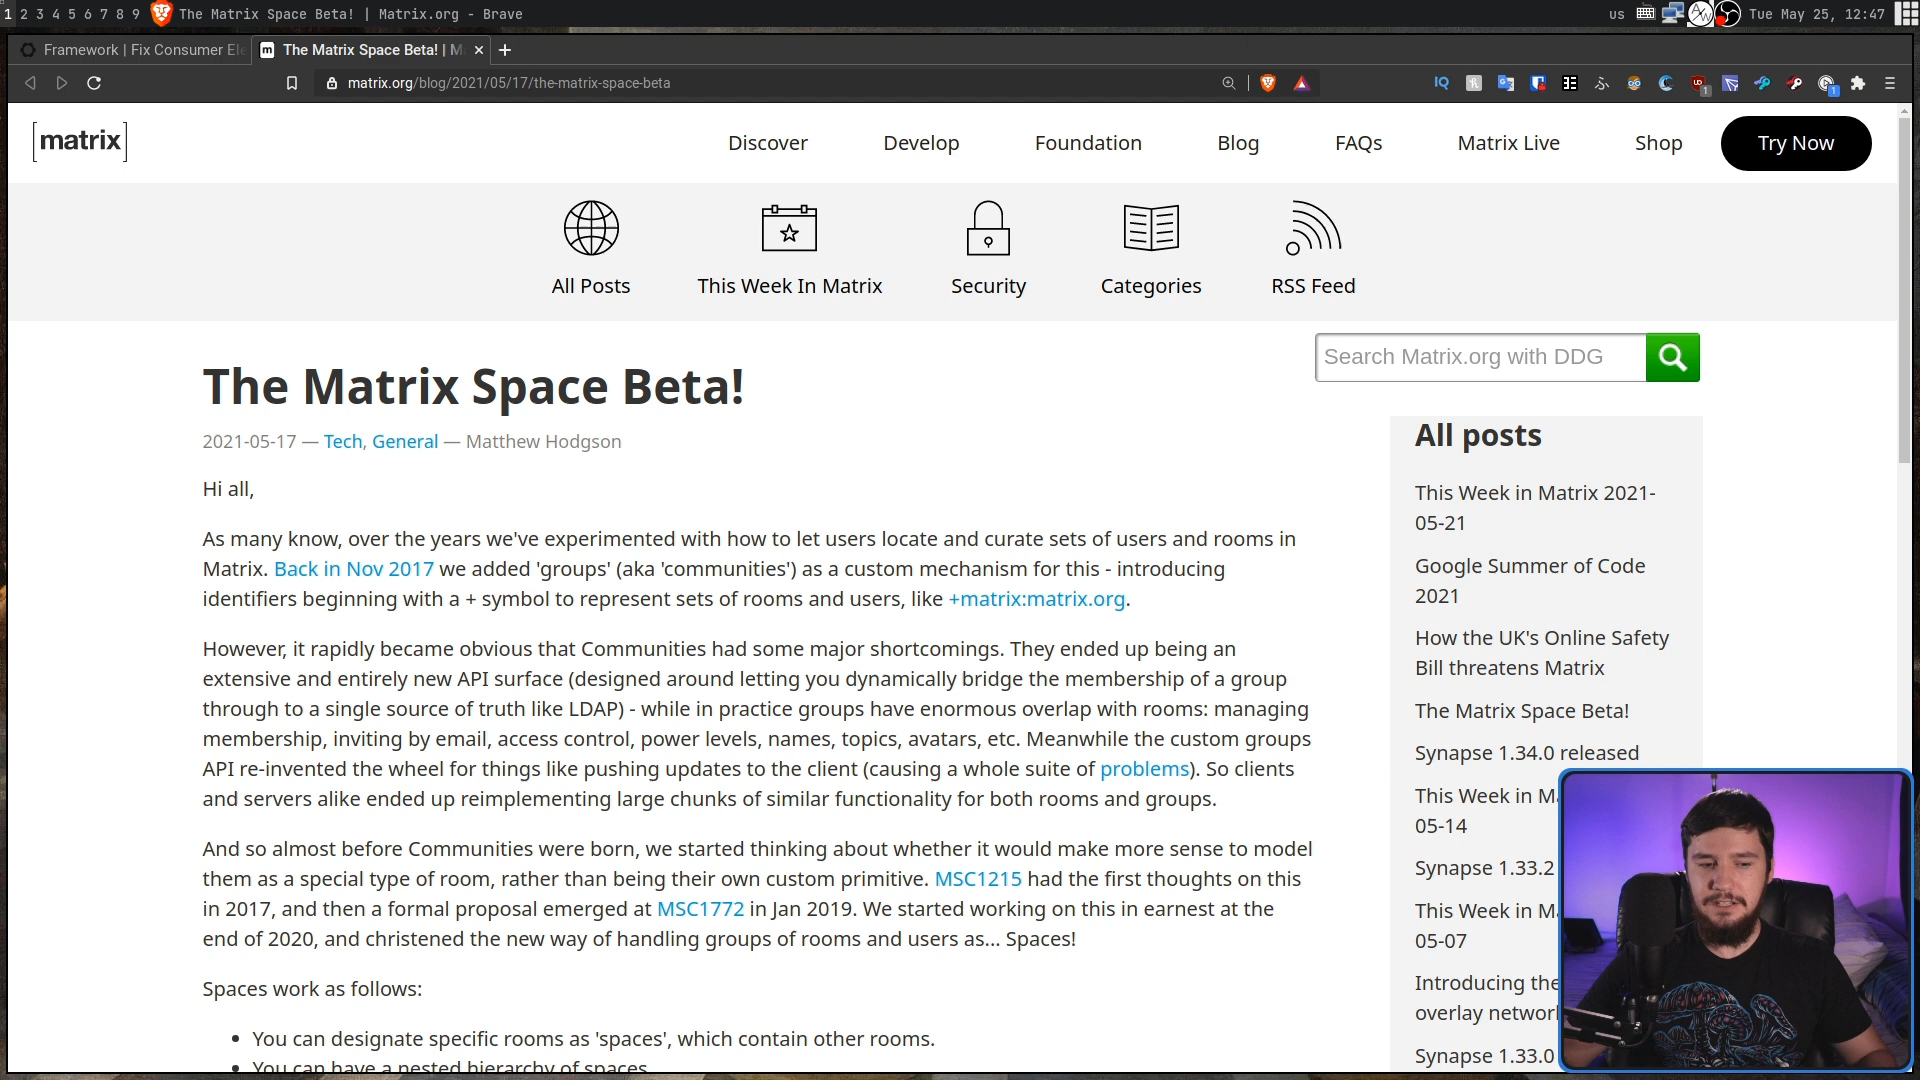 1 2 3 4 5 6 7 8 9 The Matrix Space Beta! | Matrix.org - Brave us Tue May 25, 12:47
Framework | Fix Consumer Ele The Matrix Space Beta! | M
matrix.org/blog/2021/05/17/the-matrix-space-beta
[matrix] Discover Develop Foundation Blog FAQs Matrix Live Shop Try Now
All Posts This Week In Matrix Security Categories RSS Feed
Search Matrix.org with DDG
The Matrix Space Beta!
2021-05-17 — Tech, General — Matthew Hodgson
Hi all,
As many know, over the years we've experimented with how to let users locate and curate sets of users and rooms in
Matrix. Back in Nov 2017 we added 'groups' (aka 'communities') as a custom mechanism for this - introducing
identifiers beginning with a + symbol to represent sets of rooms and users, like +matrix:matrix.org.
However, it rapidly became obvious that Communities had some major shortcomings. They ended up being an
extensive and entirely new API surface (designed around letting you dynamically bridge the membership of a group
through to a single source of truth like LDAP) - while in practice groups have enormous overlap with rooms: managing
membership, inviting by email, access control, power levels, names, topics, avatars, etc. Meanwhile the custom groups
API re-invented the wheel for things like pushing updates to the client (causing a whole suite of problems). So clients
and servers alike ended up reimplementing large chunks of similar functionality for both rooms and groups.
And so almost before Communities were born, we started thinking about whether it would make more sense to model
them as a special type of room, rather than being their own custom primitive. MSC1215 had the first thoughts on this
in 2017, and then a formal proposal emerged at MSC1772 in Jan 2019. We started working on this in earnest at the
end of 2020, and christened the new way of handling groups of rooms and users as... Spaces!
Spaces work as follows:
• You can designate specific rooms as 'spaces', which contain other rooms.
• You can have a nested hierarchy of spaces
All posts
This Week in Matrix 2021-
05-21
Google Summer of Code
2021
How the UK's Online Safety
Bill threatens Matrix
The Matrix Space Beta!
Synapse 1.34.0 released
This Week in Ma
05-14
Synapse 1.33.2
This Week in Ma
05-07
Introducing the
overlay network
Synapse 1.33.0